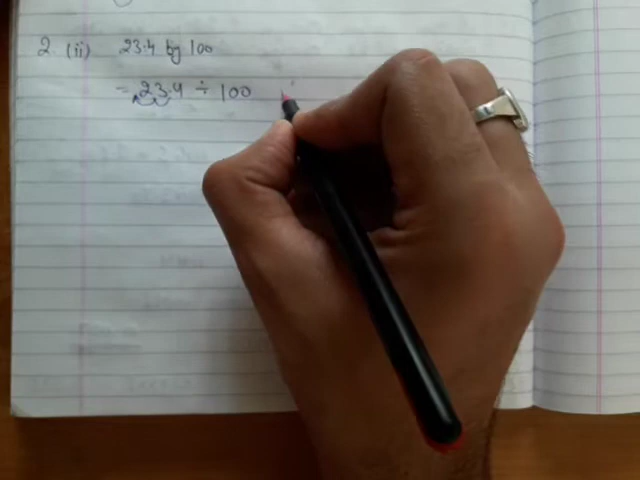 2. (ii) 23.4 by 100
= 23.4 ÷ 100